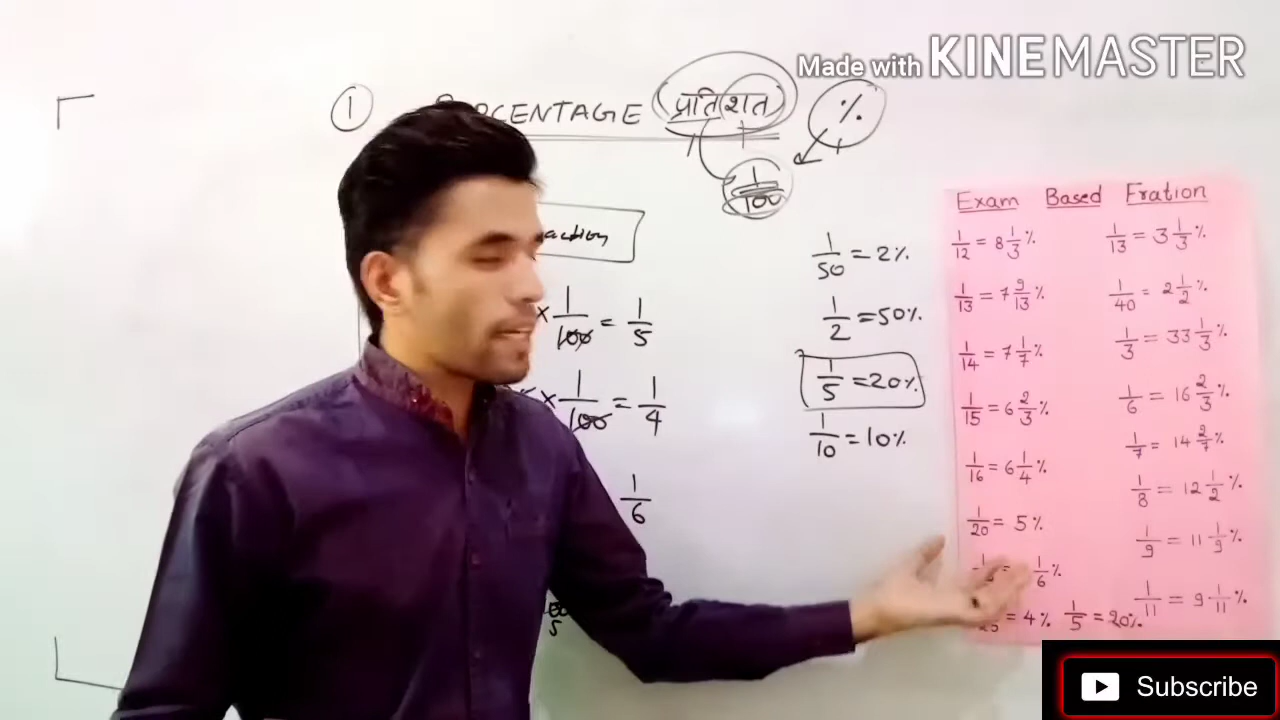 Made with KINEMASTER
① PERCENTAGE (प्रतिशत) %
1/100
× 1/100 = 1/5
× 1/100 = 1/4
1/6
5
1/50 = 2%
1/2 = 50%
1/5 = 20%
1/10 = 10%
Exam Based Fration
1/12 = 8 1/3%
1/13 = 7 9/13%
1/14 = 7 1/7%
1/15 = 6 2/3%
1/16 = 6 1/4%
1/20 = 5%
1/6%
= 4% 1/5 = 20%
1/13 = 3 1/3%
1/40 = 2 1/2%
1/3 = 33 1/3%
1/6 = 16 2/3%
1/7 = 14 2/7%
1/8 = 12 1/2%
1/9 = 11 1/9%
1/11 = 9 1/11%
Subscribe